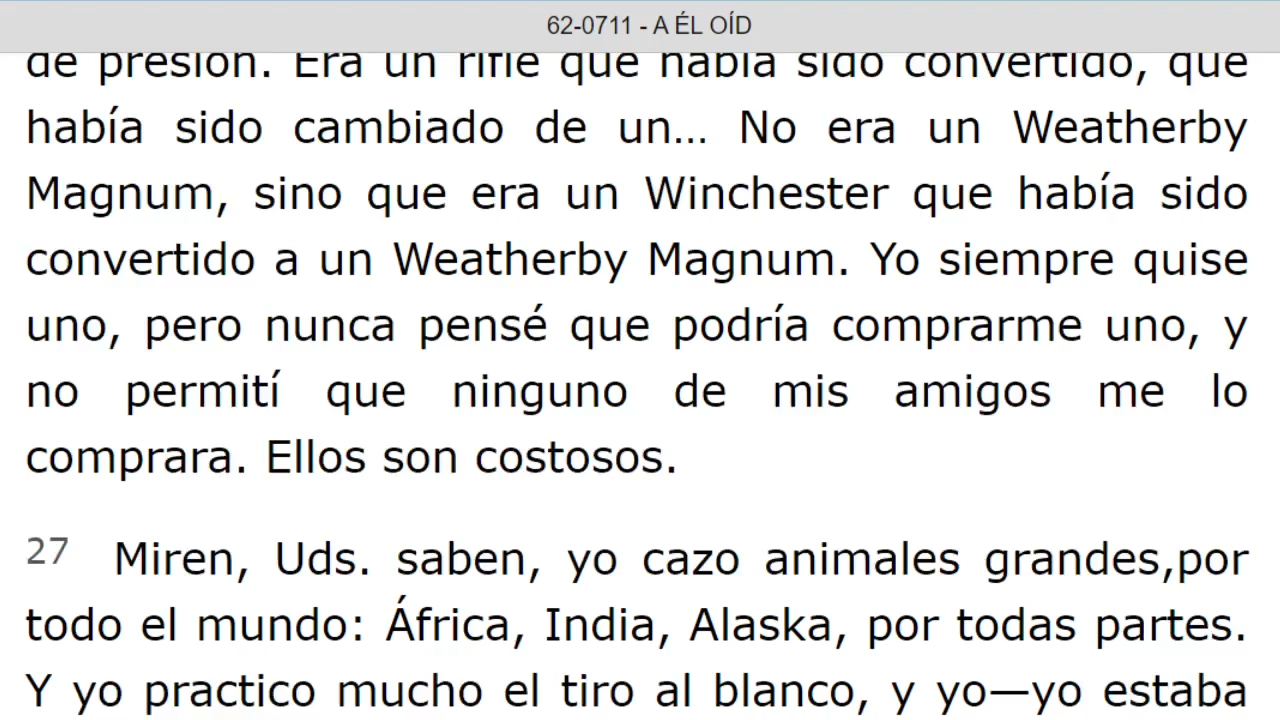 62-0711 - A ÉL OÍD
de presión. Era un rifle que había sido convertido, que
había sido cambiado de un… No era un Weatherby
Magnum, sino que era un Winchester que había sido
convertido a un Weatherby Magnum. Yo siempre quise
uno, pero nunca pensé que podría comprarme uno, y
no permití que ninguno de mis amigos me lo
comprara. Ellos son costosos.
27 Miren, Uds. saben, yo cazo animales grandes,por
todo el mundo: África, India, Alaska, por todas partes.
Y yo practico mucho el tiro al blanco, y yo—yo estaba